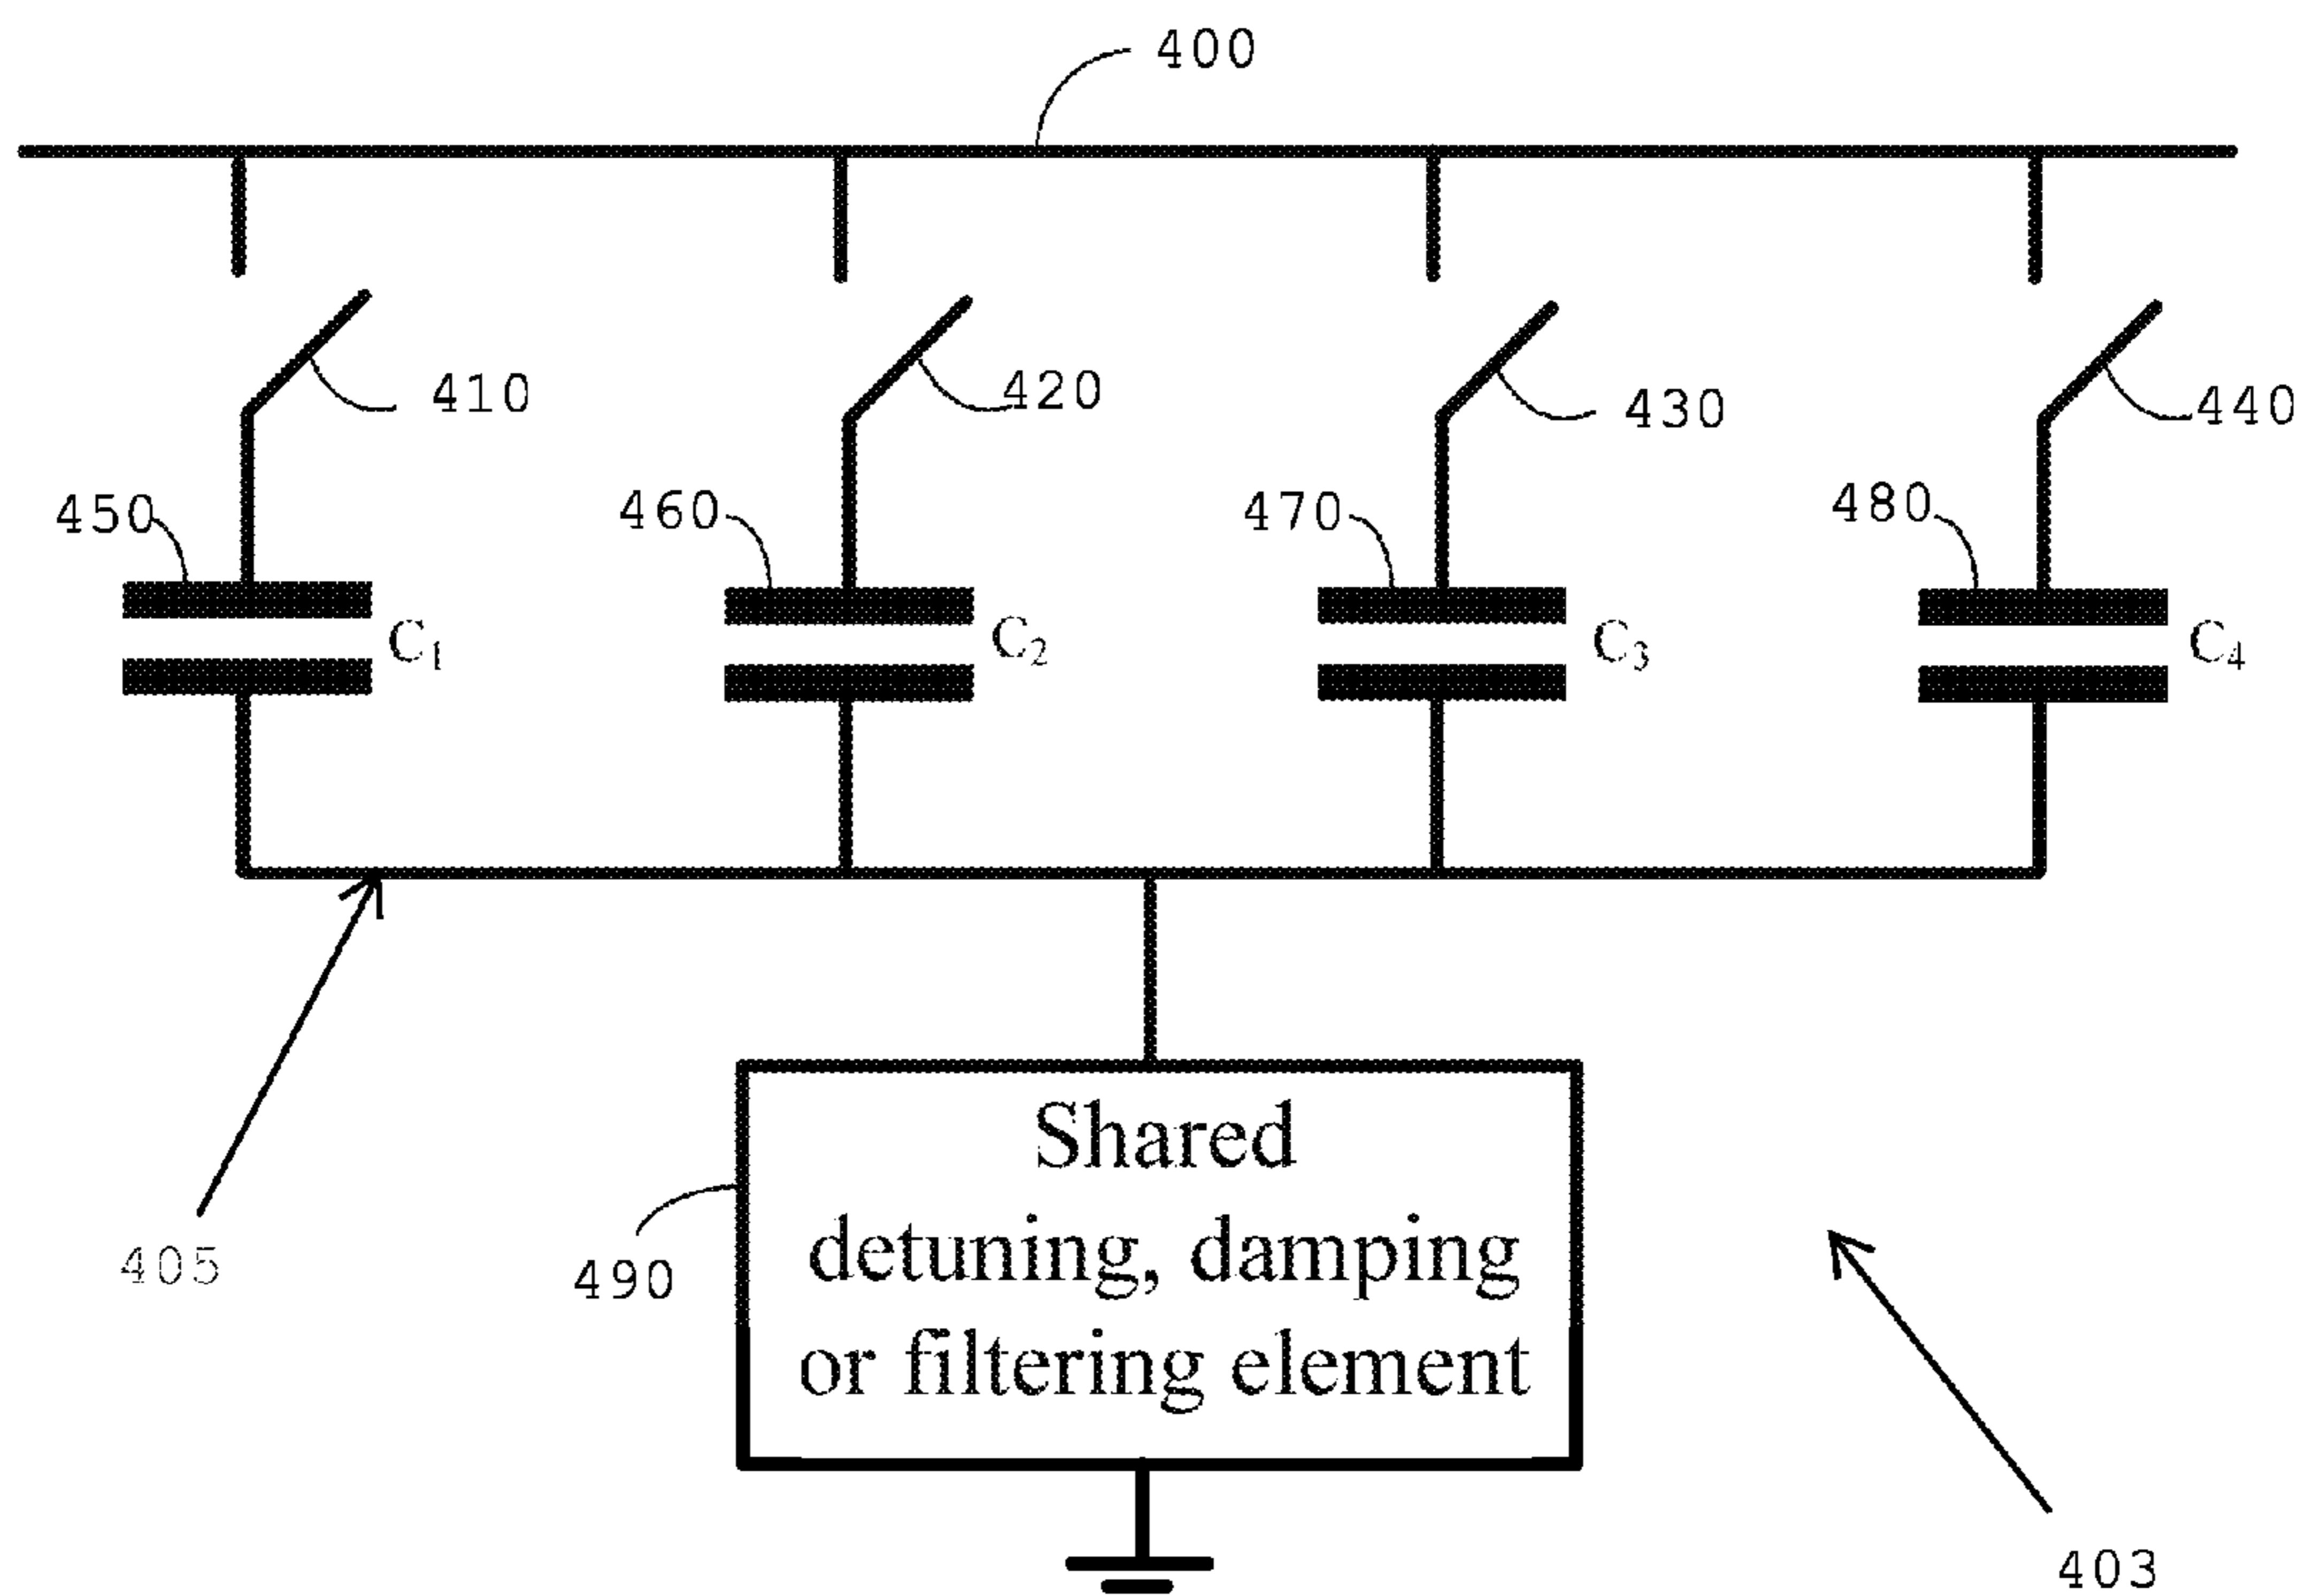 400
410
420
430
440
450
460
470
480
C1
C2
C3
C4
Shared
detuning, damping
or filtering element
405
490
403